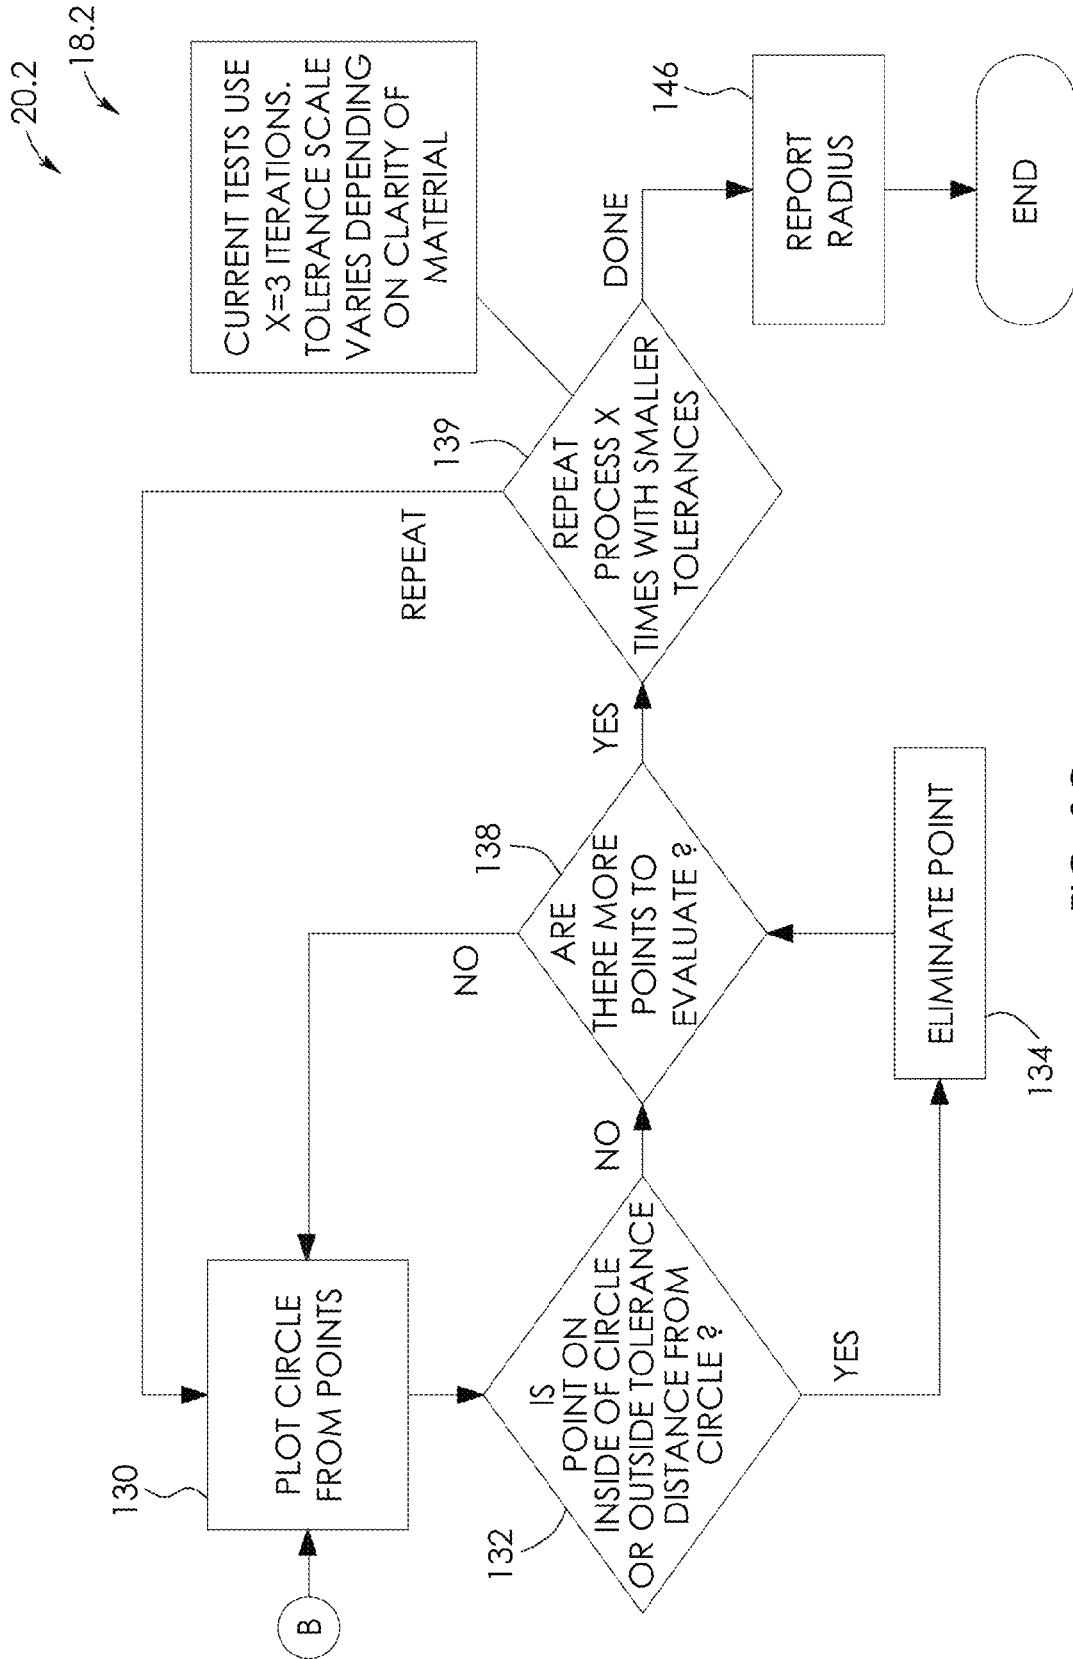 20.2
18.2
B
130
PLOT CIRCLE
FROM POINTS
132
IS
POINT ON
INSIDE OF CIRCLE
OR OUTSIDE TOLERANCE
DISTANCE FROM
CIRCLE ?
NO
YES
134
ELIMINATE POINT
138
ARE
THERE MORE
POINTS TO
EVALUATE ?
NO
YES
139
REPEAT
PROCESS X
TIMES WITH SMALLER
TOLERANCES
REPEAT
DONE
CURRENT TESTS USE
X=3 ITERATIONS.
TOLERANCE SCALE
VARIES DEPENDING
ON CLARITY OF
MATERIAL
146
REPORT
RADIUS
END